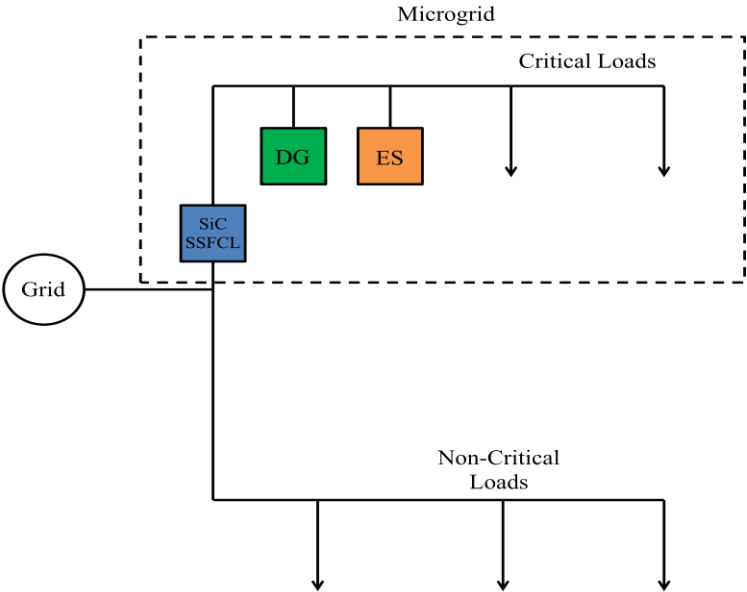 Microgrid
Critical Loads
DG
ES
SiC
SSFCL
Grid
Non-Critical
Loads